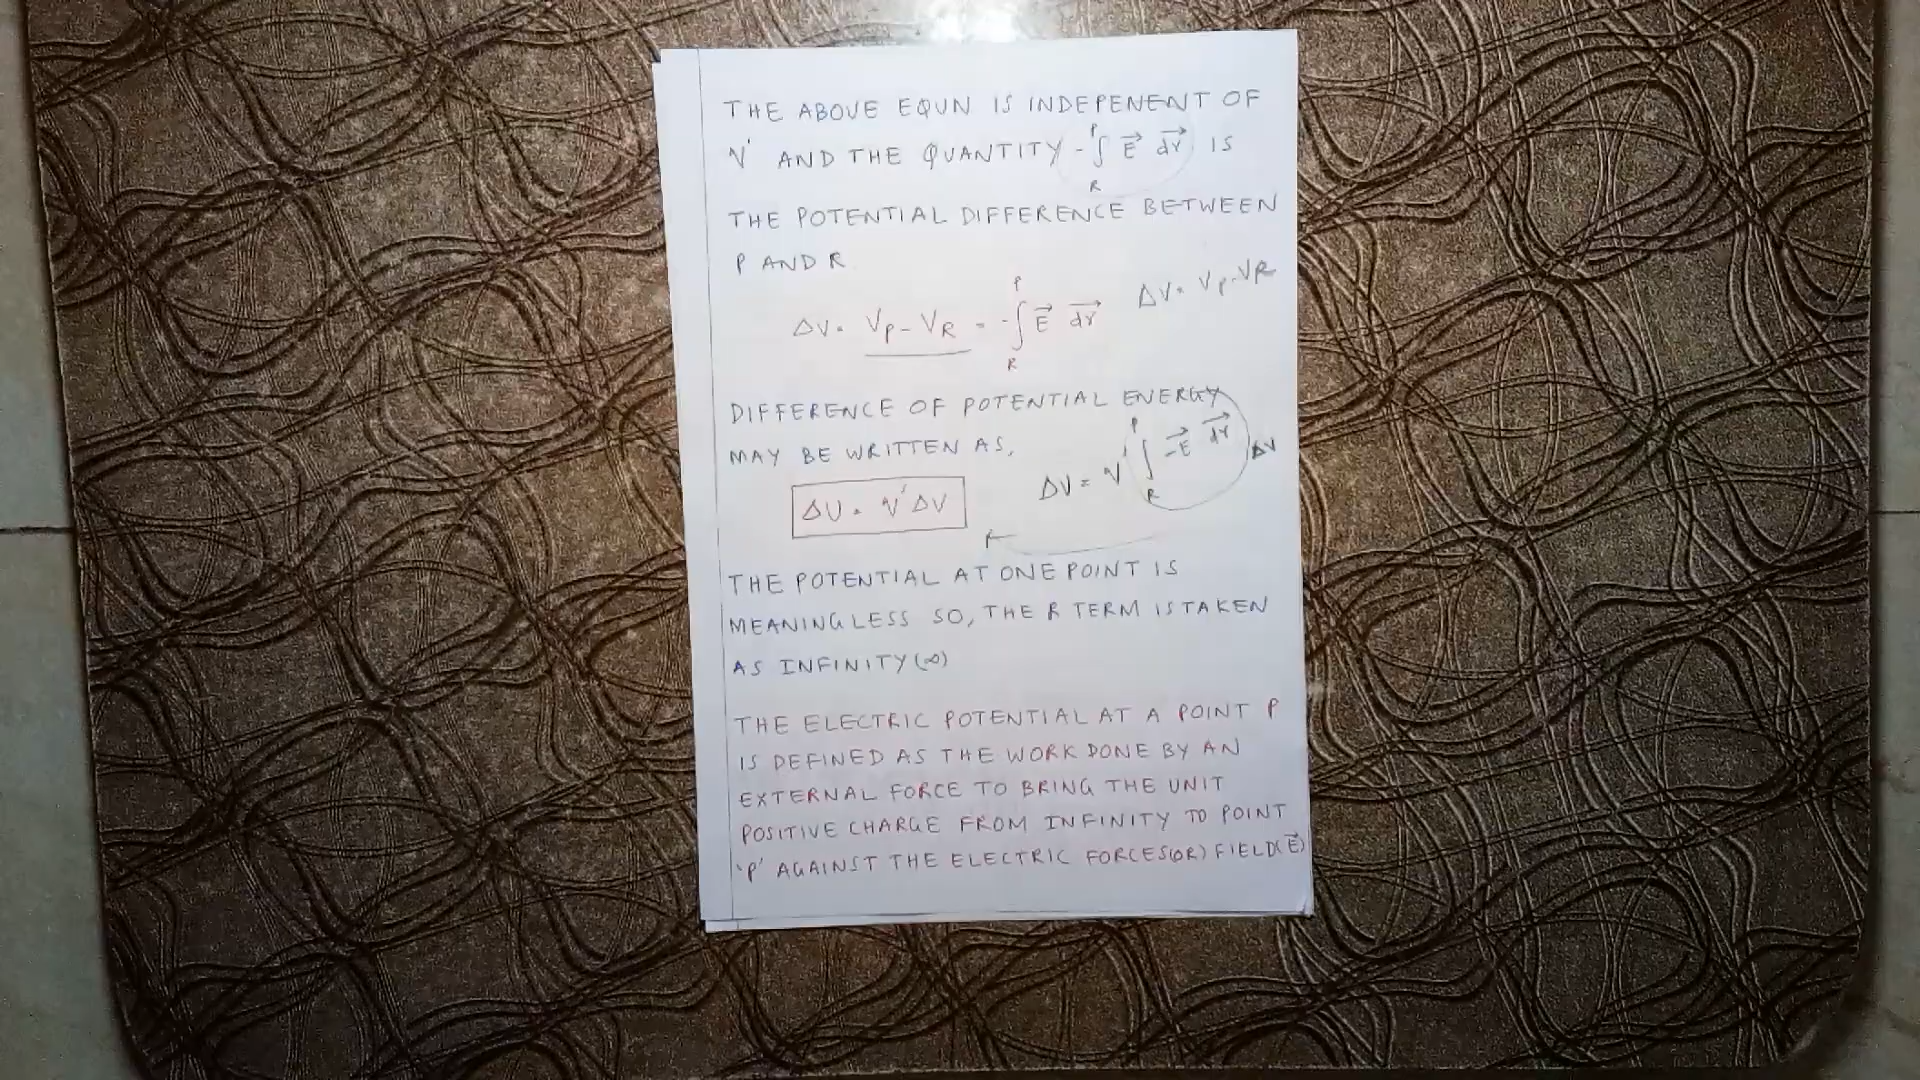 THE ABOVE EQUN IS INDEPENENT OF
q' AND THE QUANTITY -∫ E⃗ dr⃗ IS
P
R
THE POTENTIAL DIFFERENCE BETWEEN
P AND R
ΔV = VP - VR = -∫ E⃗ dr⃗
P
R
ΔV = VP - VR
DIFFERENCE OF POTENTIAL ENERGY
MAY BE WRITTEN AS,
ΔU = q' ΔV
ΔU = q' ∫ -E⃗ dr⃗
P
R
ΔV
THE POTENTIAL AT ONE POINT IS
MEANINGLESS SO, THE R TERM IS TAKEN
AS INFINITY (∞)
THE ELECTRIC POTENTIAL AT A POINT P
IS DEFINED AS THE WORK DONE BY AN
EXTERNAL FORCE TO BRING THE UNIT
POSITIVE CHARGE FROM INFINITY TO POINT
'P' AGAINST THE ELECTRIC FORCES(OR) FIELD(E⃗)